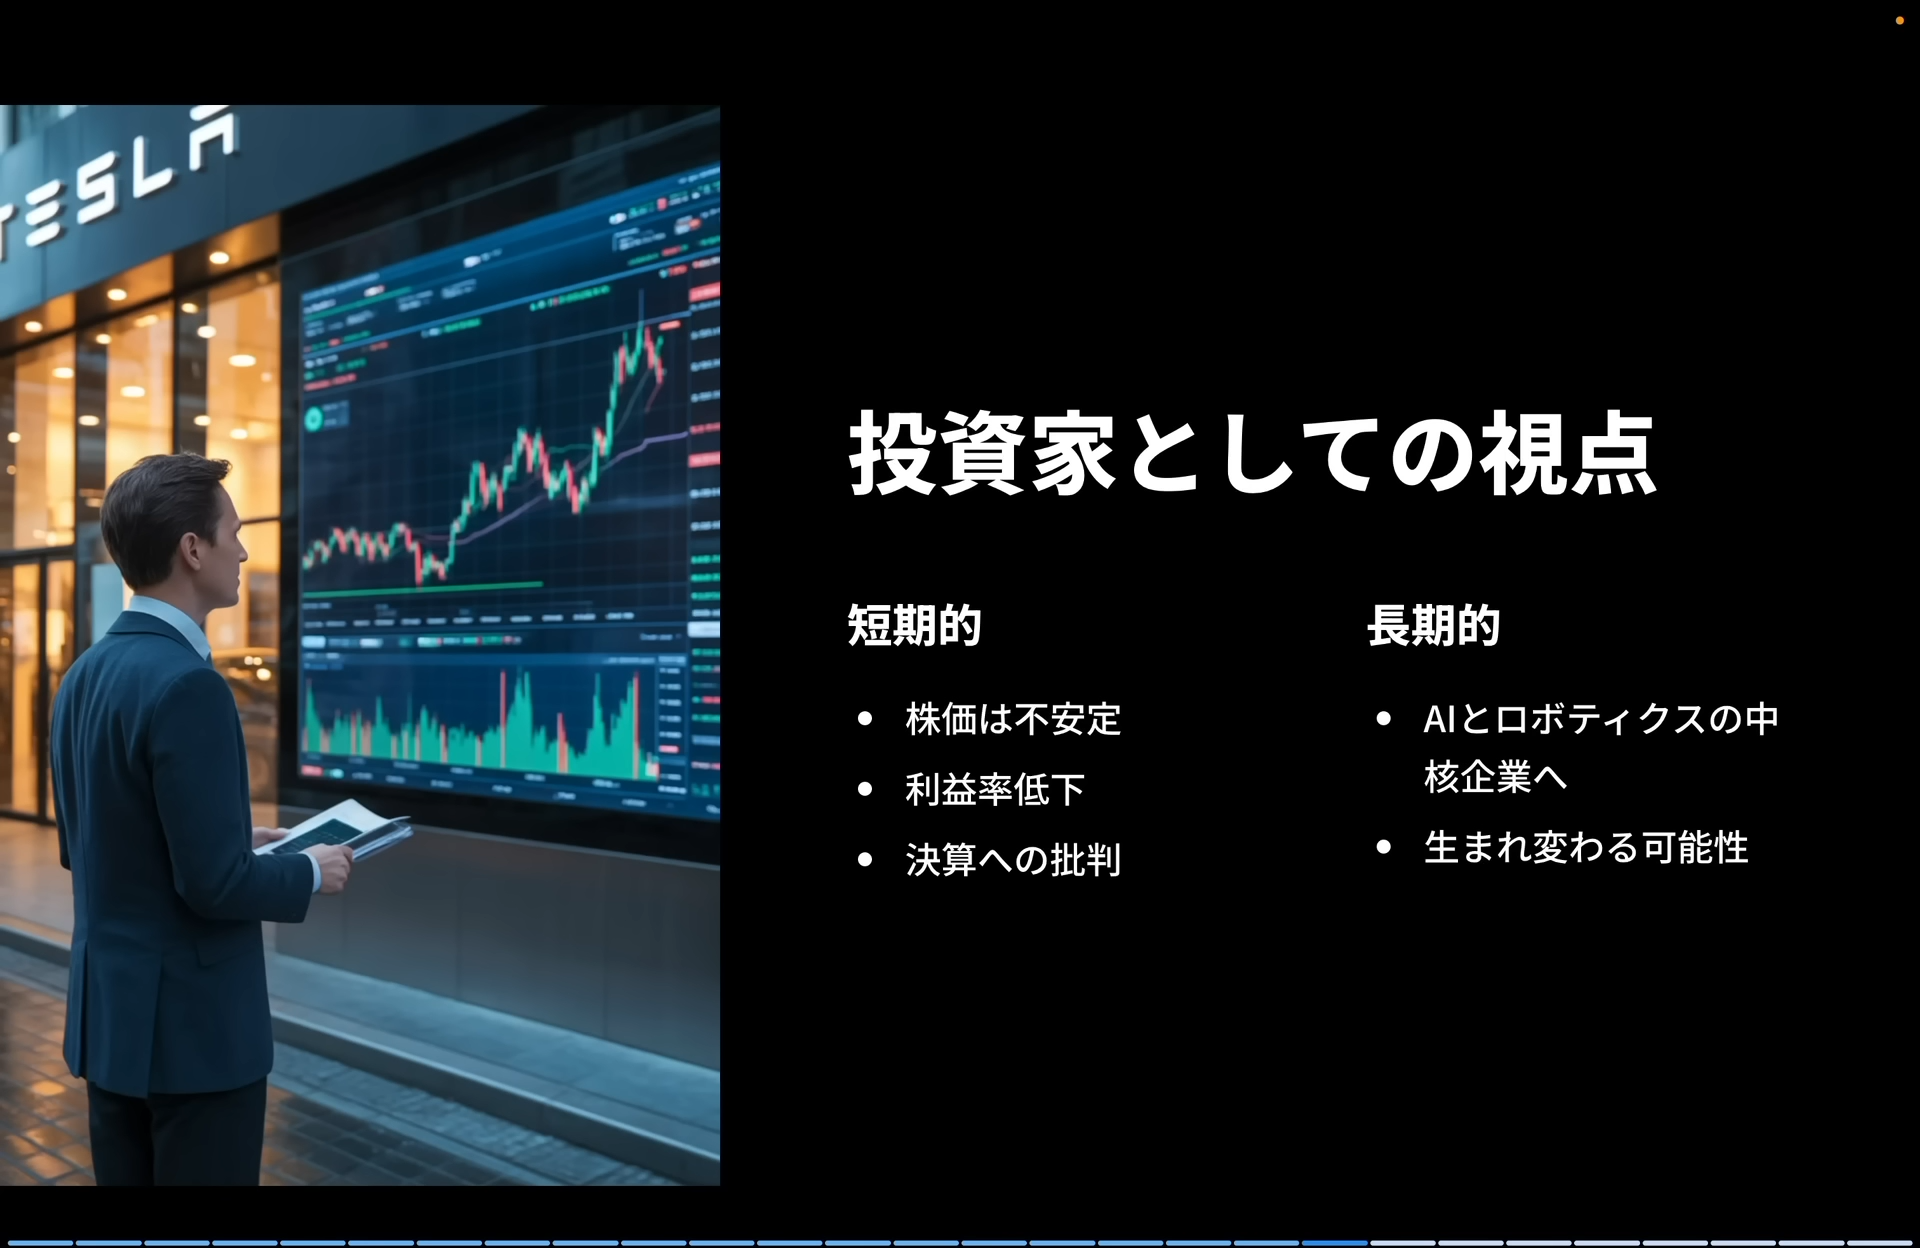 TESLA
投資家としての視点
短期的
株価は不安定
利益率低下
決算への批判
長期的
AIとロボティクスの中
核企業へ
生まれ変わる可能性